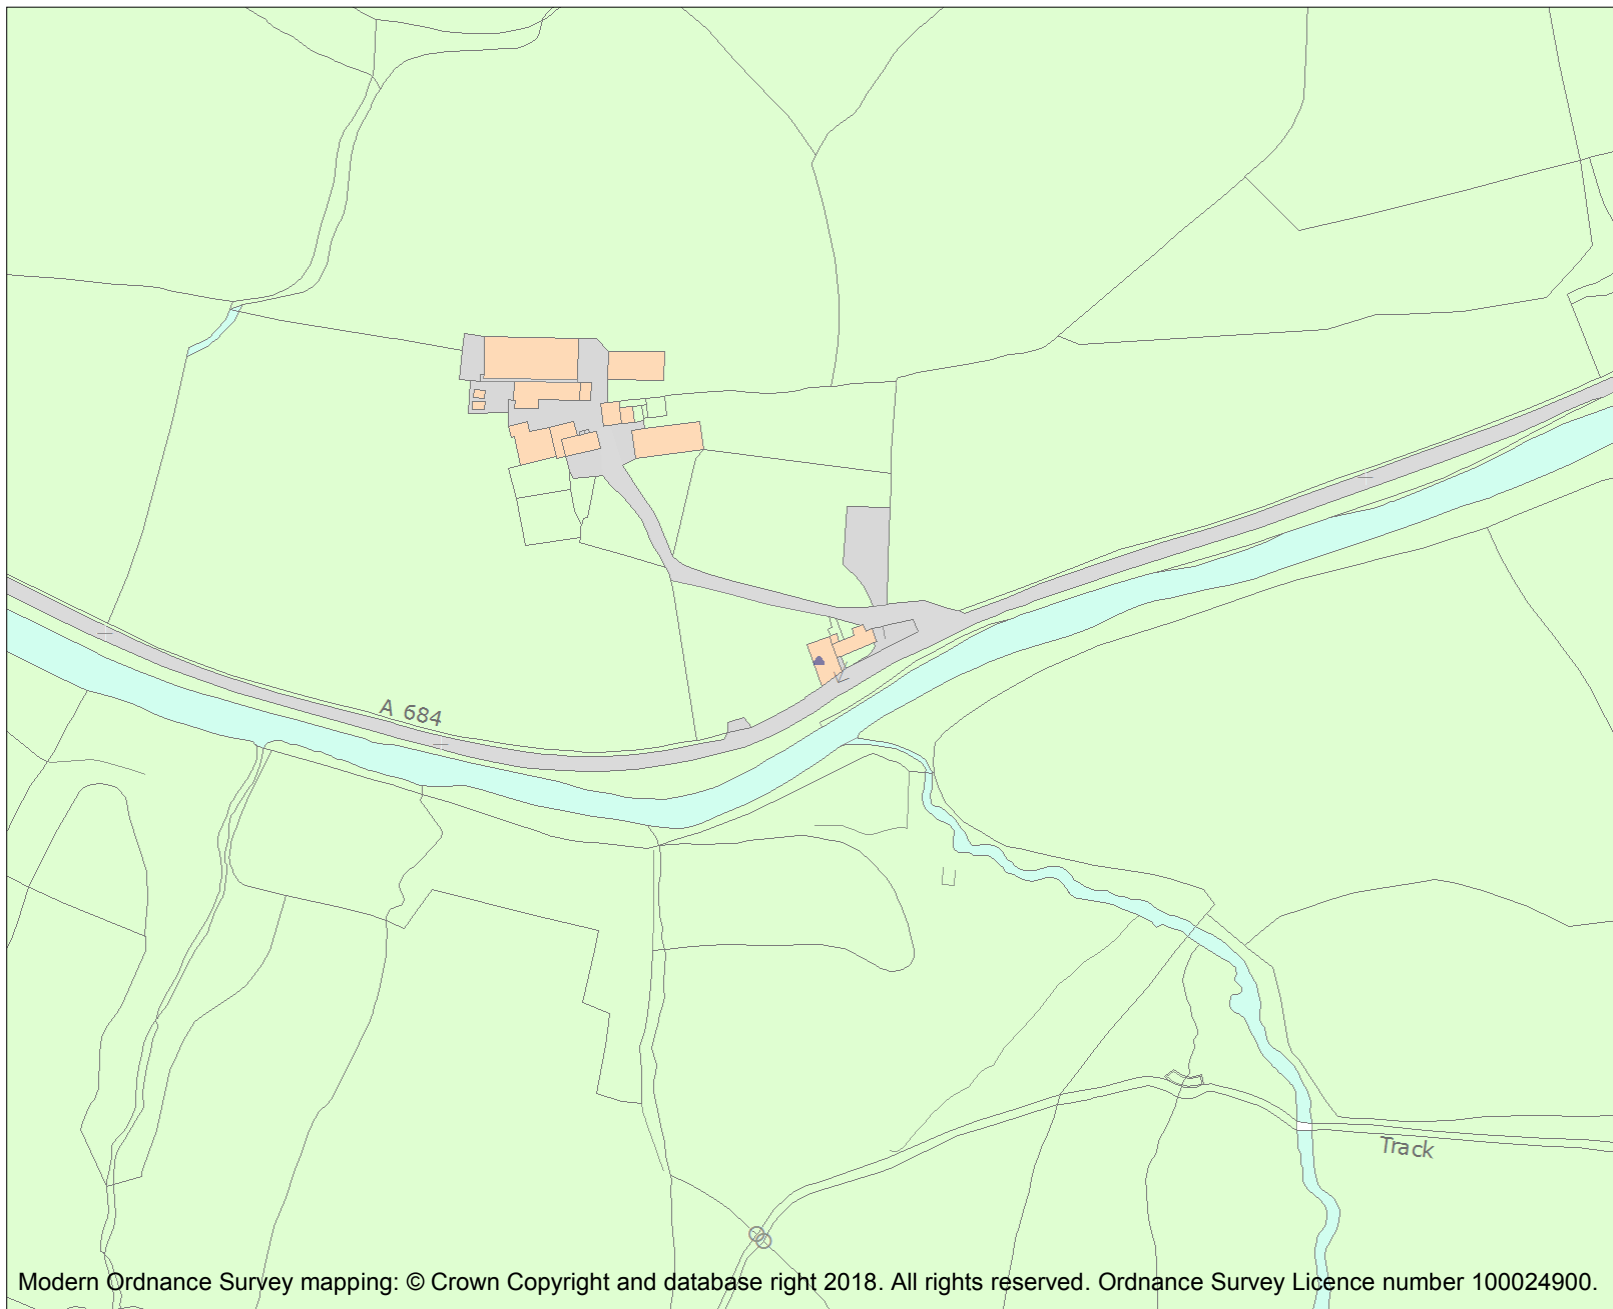 A 684
Track
Modern Ordnance Survey mapping: © Crown Copyright and database right 2018. All rights reserved. Ordnance Survey Licence number 100024900.